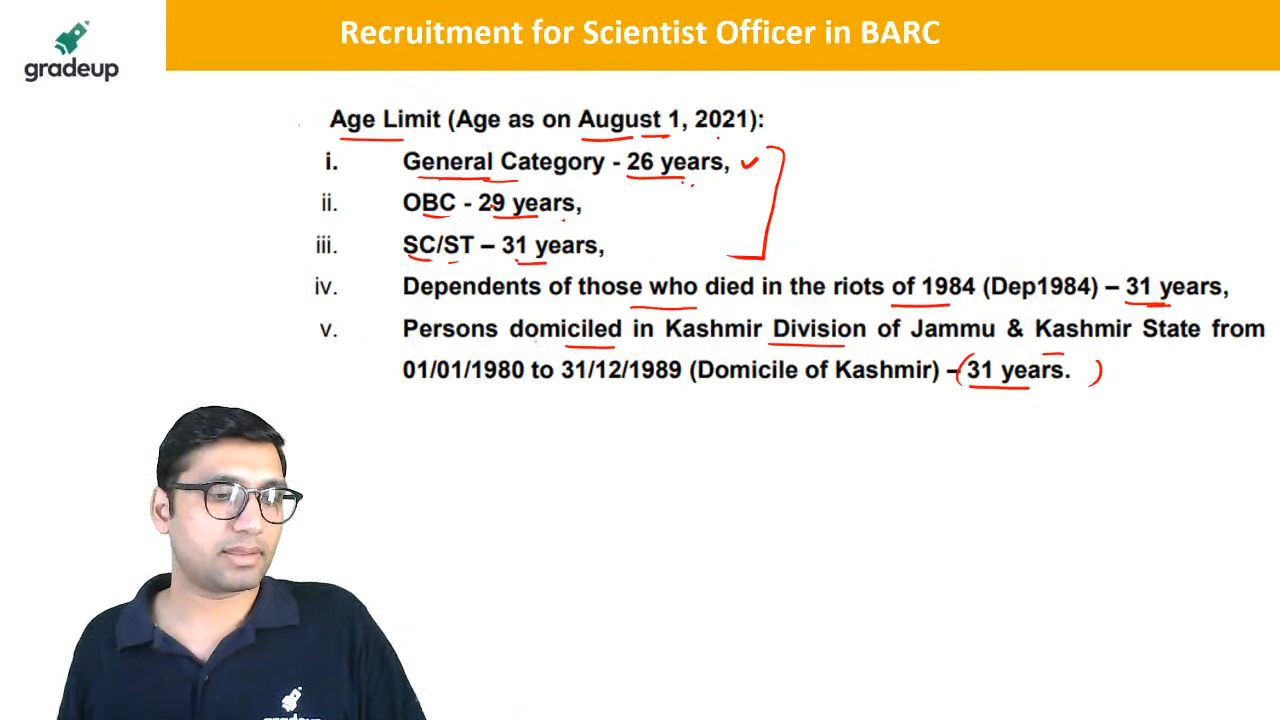 Recruitment for Scientist Officer in BARC
gradeup
Age Limit (Age as on August 1, 2021):
i. General Category - 26 years,
ii. OBC - 29 years,
iii. SC/ST – 31 years,
iv. Dependents of those who died in the riots of 1984 (Dep1984) – 31 years,
v. Persons domiciled in Kashmir Division of Jammu & Kashmir State from
01/01/1980 to 31/12/1989 (Domicile of Kashmir) – (31 years. )
gradeup